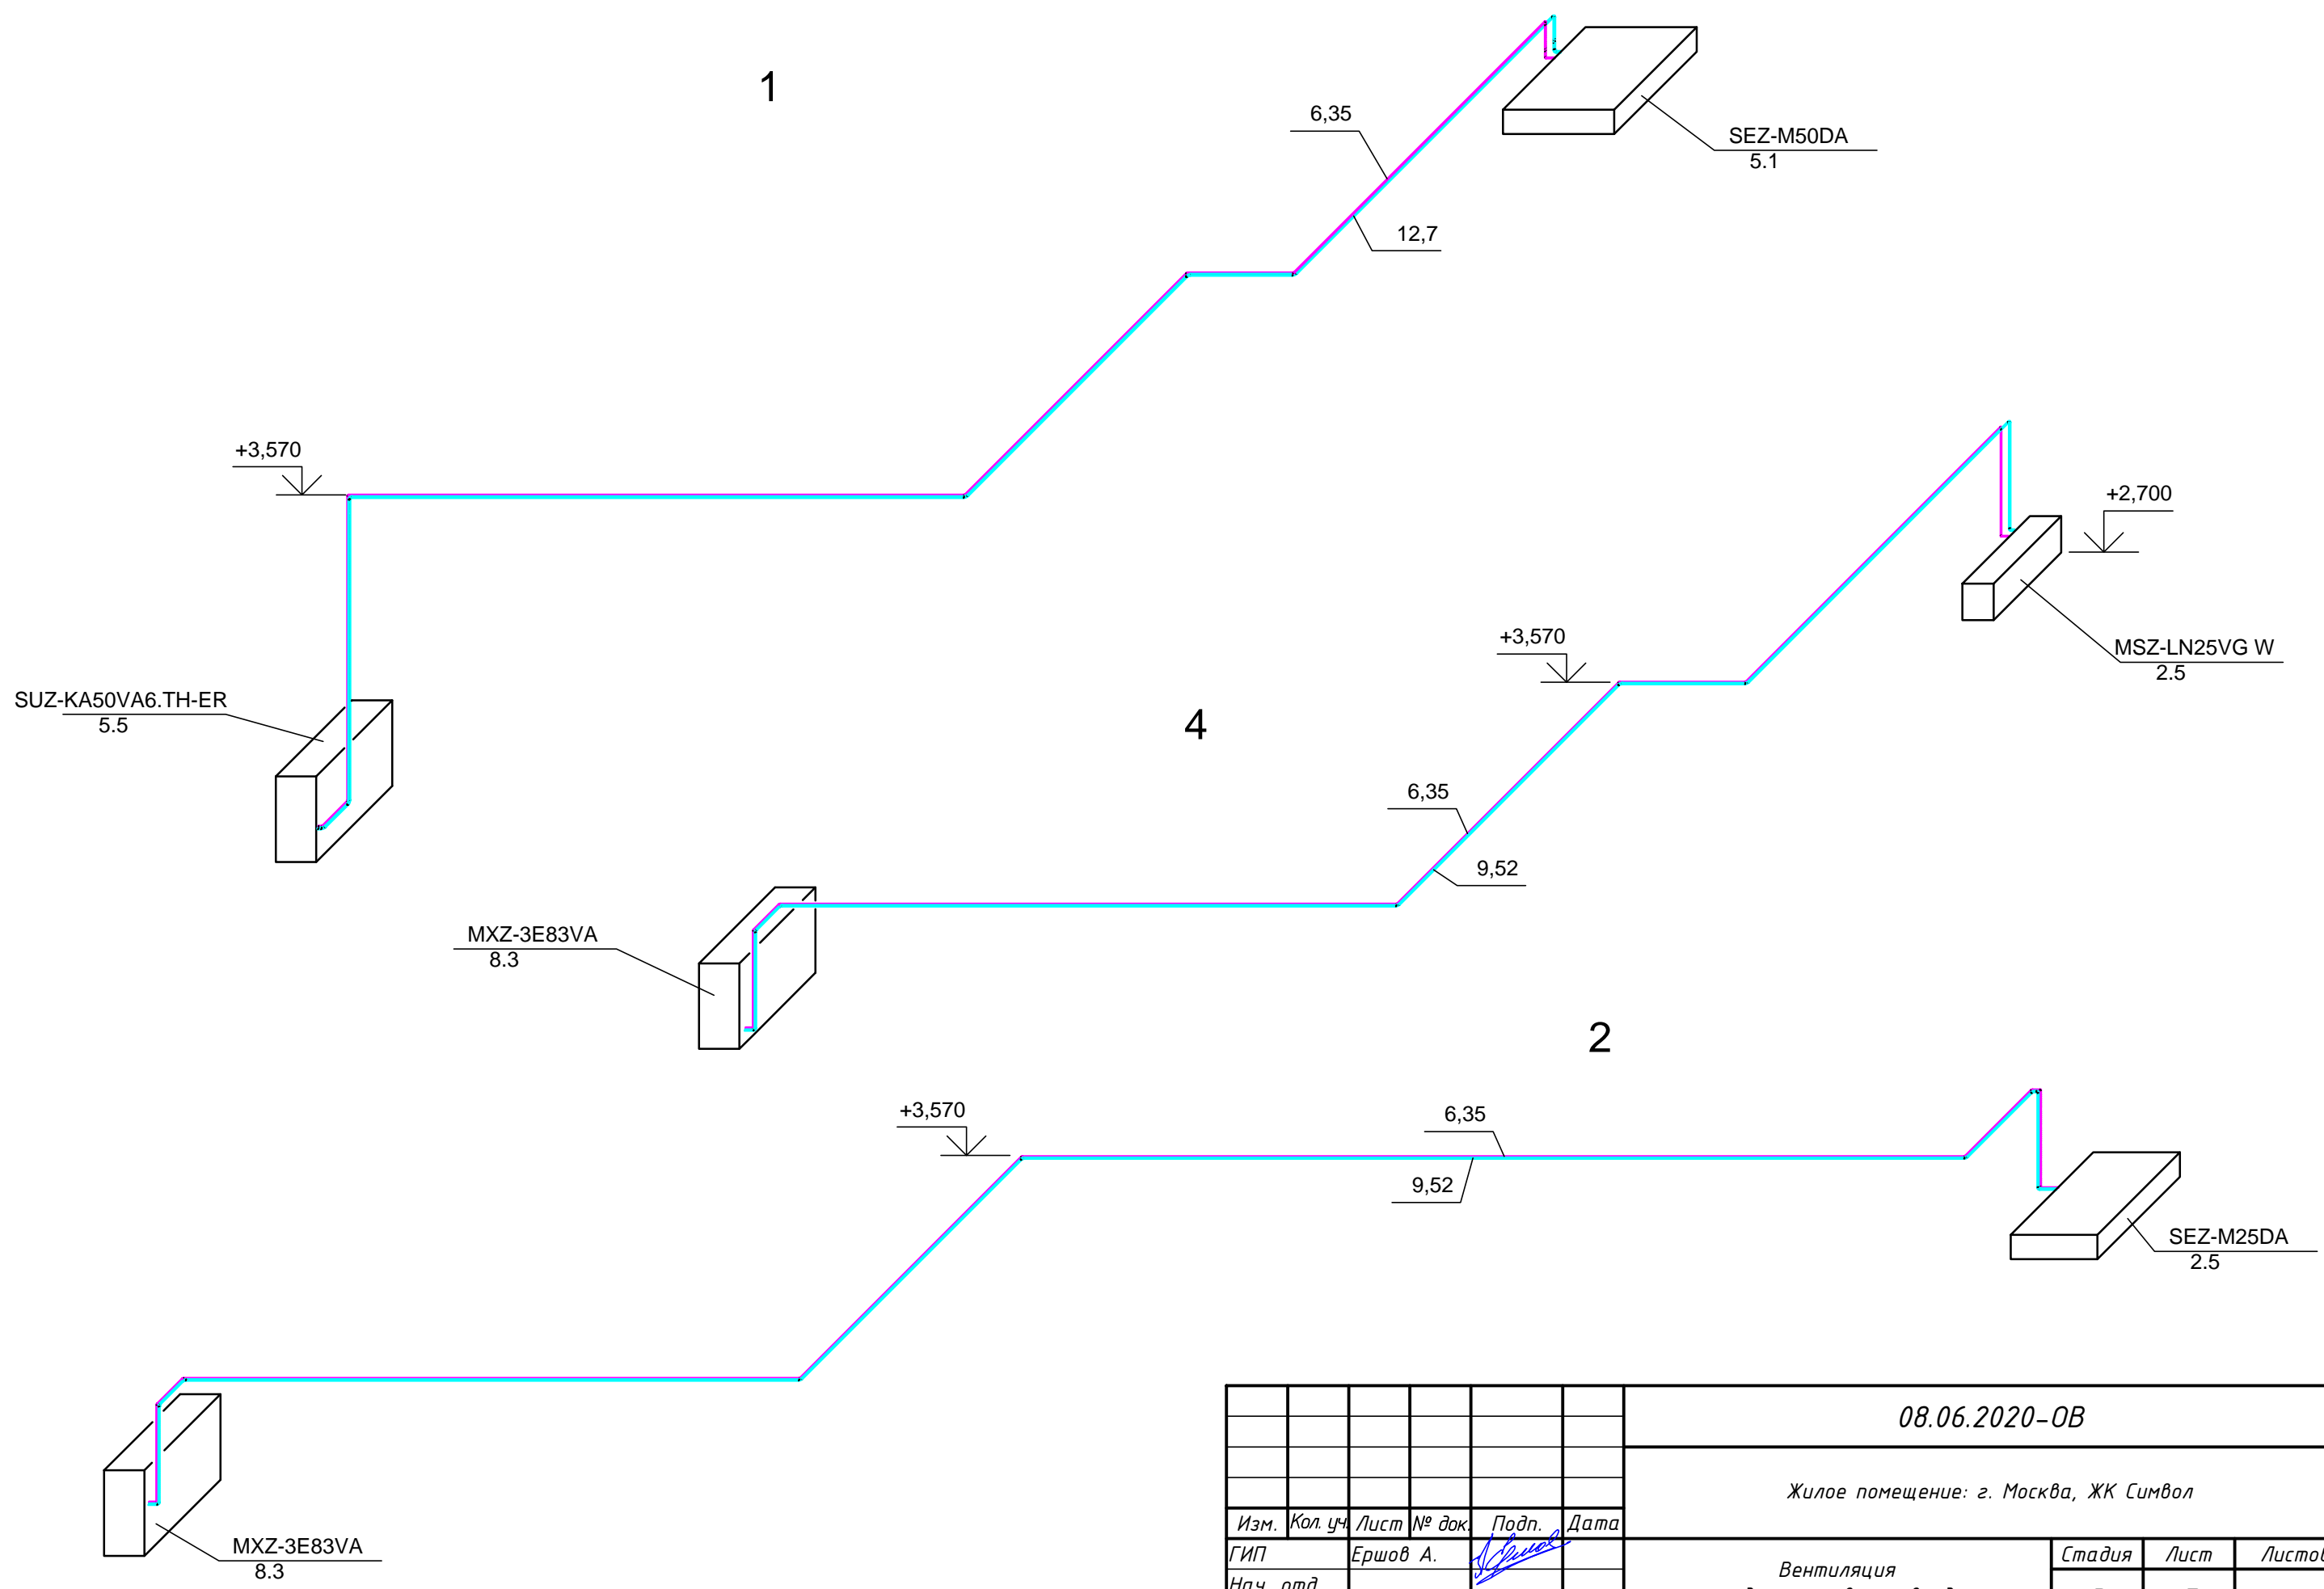 1
6,35
SEZ-M50DA
5.1
12,7
+3,570
+2,700
+3,570
MSZ-LN25VG W
2.5
SUZ-KA50VA6.TH-ER
5.5
4
6,35
9,52
MXZ-3E83VA
8.3
2
+3,570
6,35
9,52
SEZ-M25DA
2.5
08.06.2020-ОВ
Жилое помещение: г. Москва, ЖК Символ
Изм. Кол. уч. Лист № док. Подп. Дата
ГИП Ершов А.
Вентиляция
Стадия Лист Листов
Нач. отд.
MXZ-3E83VA
8.3